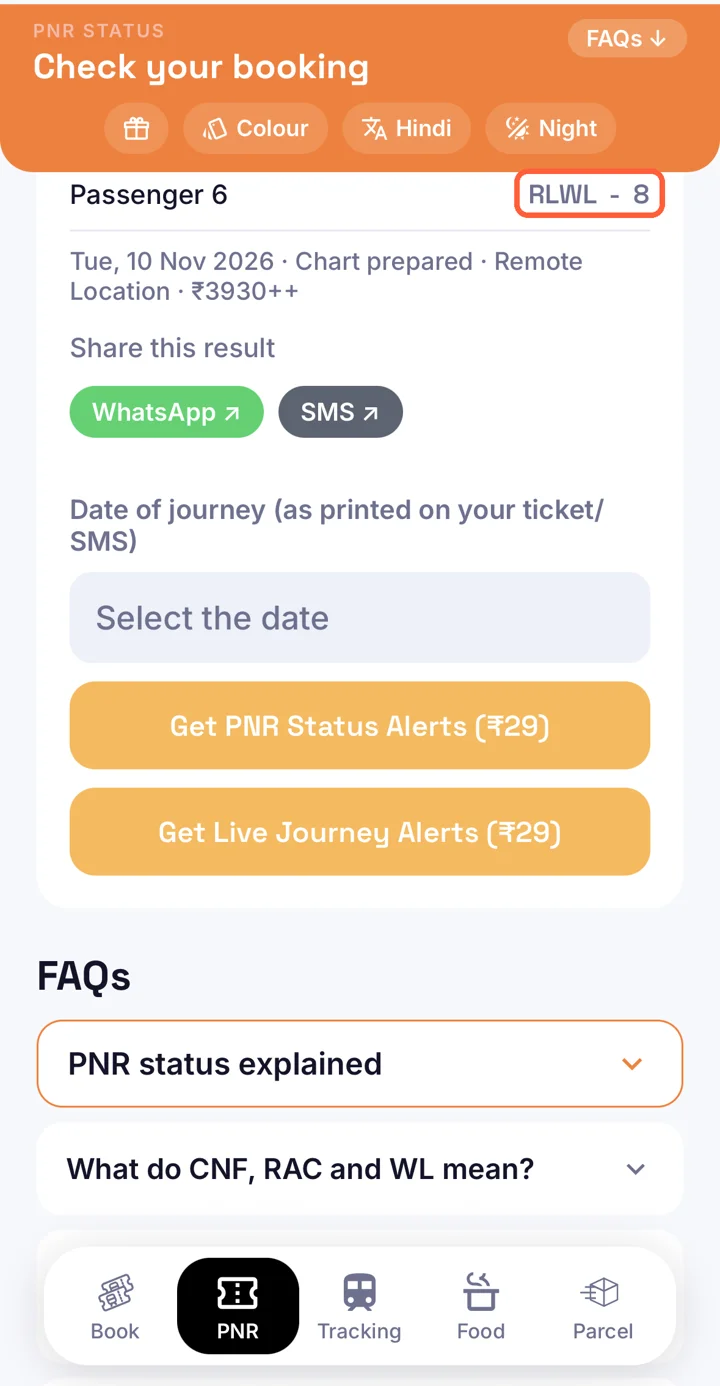 PNR STATUS
FAQs ↓
Check your booking
Colour
Hindi
Night
Passenger 6
RLWL - 8
Tue, 10 Nov 2026 · Chart prepared · Remote
Location · ₹3930++
Share this result
WhatsApp ↗
SMS ↗
Date of journey (as printed on your ticket/
SMS)
Select the date
Get PNR Status Alerts (₹29)
Get Live Journey Alerts (₹29)
FAQs
PNR status explained
What do CNF, RAC and WL mean?
Book
PNR
Tracking
Food
Parcel